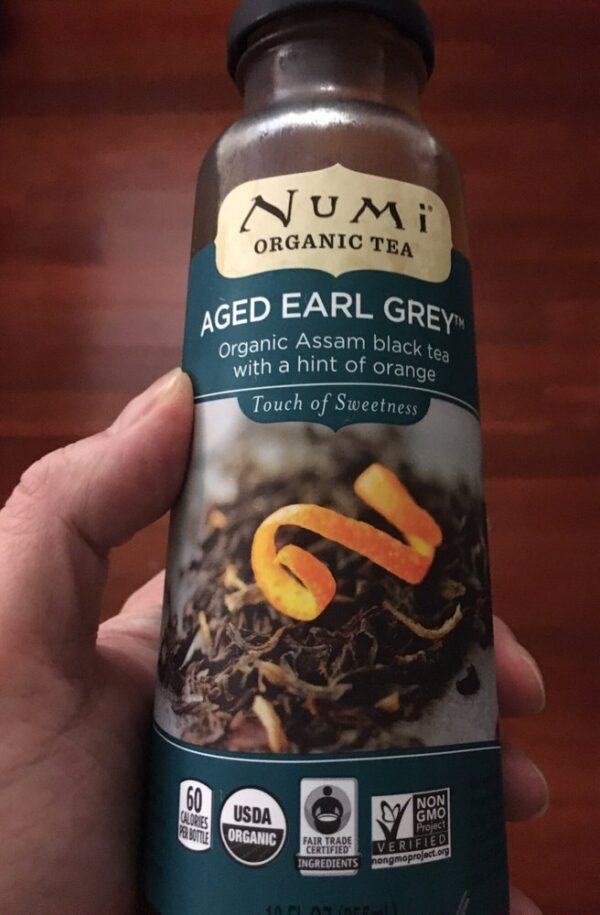 NUMi®
ORGANIC TEA
AGED EARL GREY™
Organic Assam black tea
with a hint of orange
Touch of Sweetness
60
CALORIES
PER BOTTLE
USDA
ORGANIC
FAIR TRADE
CERTIFIED
INGREDIENTS
NON
GMO
Project
VERIFIED
nongmoproject.org